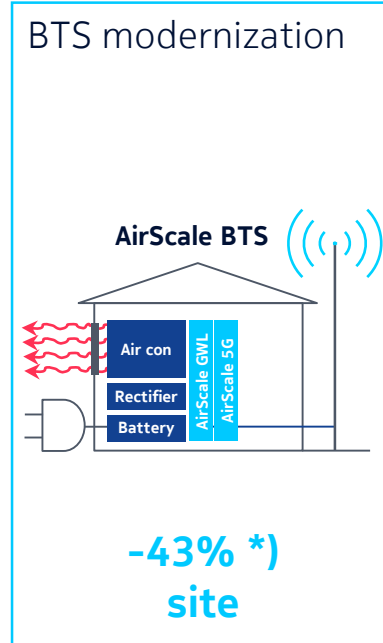 BTS modernization
AirScale BTS
Air con
Rectifier
Battery
AirScale GWL
AirScale 5G
-43% *)
site